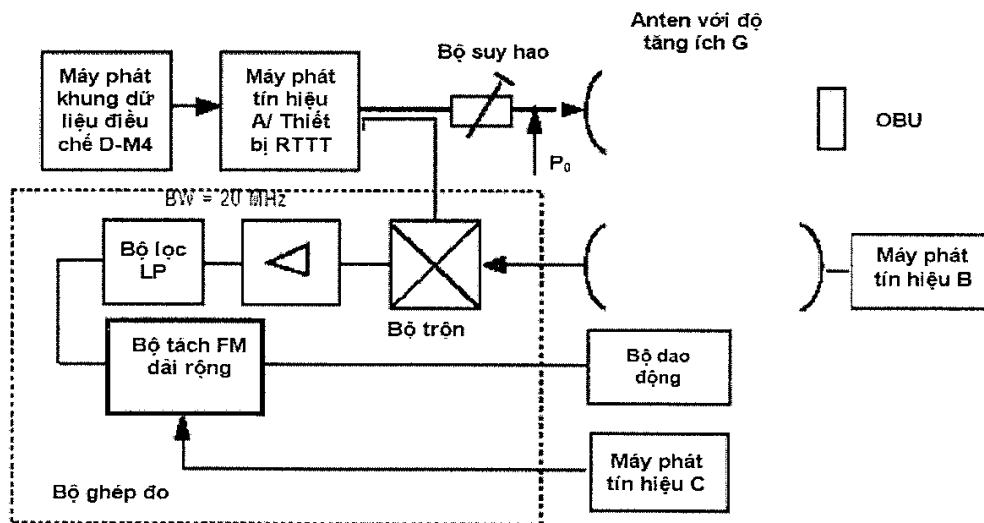 Anten với độ
tăng ích G
Bộ suy hao
Máy phát
khung dữ
liệu điều
chế D-M4
Máy phát
tín hiệu
A/ Thiết
bị RTTT
OBU
P₀
BW = 20 MHz
Bộ lọc
LP
Bộ trộn
Máy phát
tín hiệu B
Bộ tách FM
dải rộng
Bộ dao
động
Máy phát
tín hiệu C
Bộ ghép đo